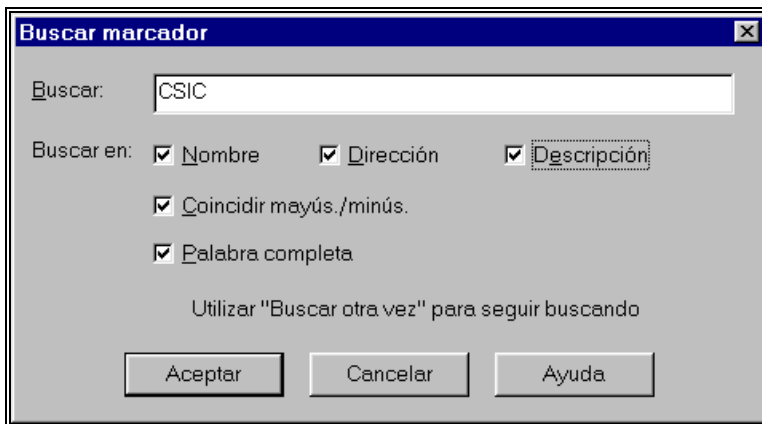 Buscar marcador
Buscar: CSIC
Buscar en: Nombre Dirección Descripción
Coincidir mayús./minús.
Palabra completa
Utilizar "Buscar otra vez" para seguir buscando
Aceptar Cancelar Ayuda